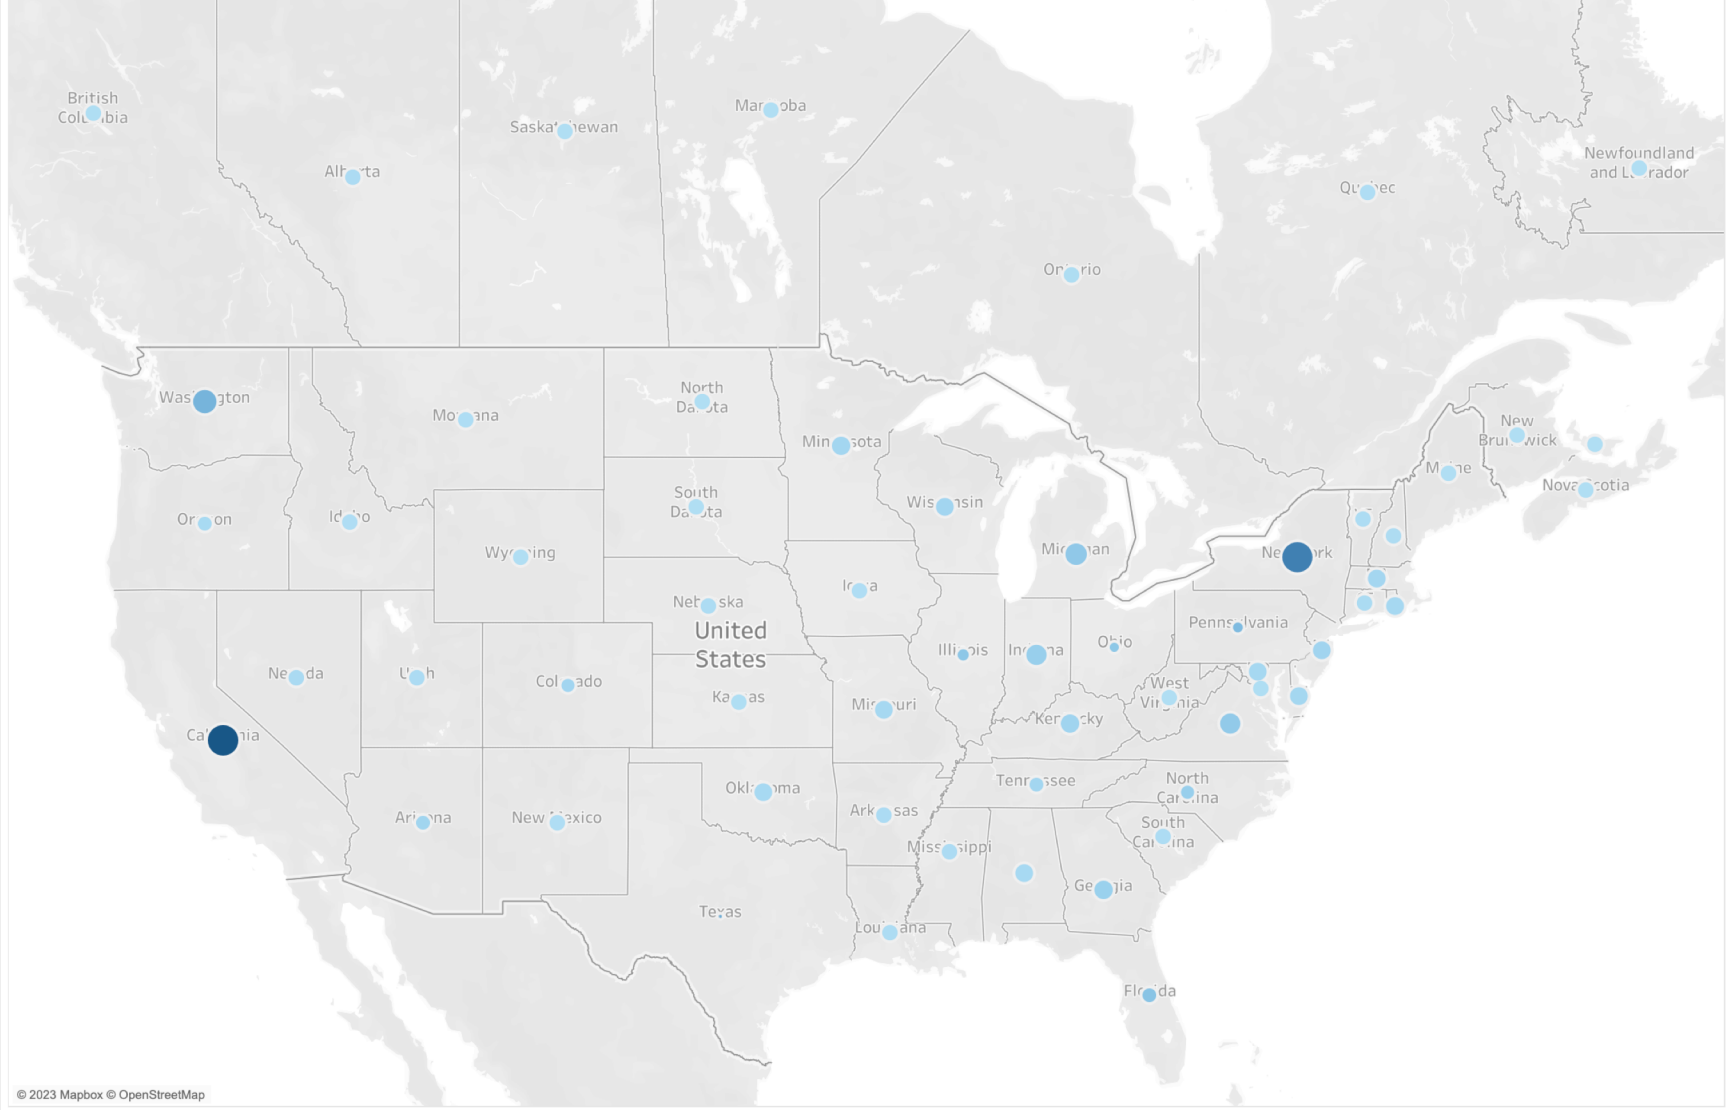 British
Columbia
Manitoba
Saskatchewan
Alberta
Newfoundland
and Labrador
Quebec
Ontario
Washington
North
Dakota
Montana
Minnesota
New
Brunswick
Maine
Nova Scotia
South
Dakota
Wisconsin
Oregon
Idaho
Wyoming
Michigan
New York
Iowa
Nebraska
United
States
Pennsylvania
Ohio
Illinois
Indiana
Nevada
Utah
Colorado
Kansas
West
Virginia
Missouri
Kentucky
California
Tennessee
North
Carolina
Oklahoma
Arkansas
Arizona
New Mexico
South
Carolina
Mississippi
Georgia
Texas
Louisiana
Florida
© 2023 Mapbox © OpenStreetMap